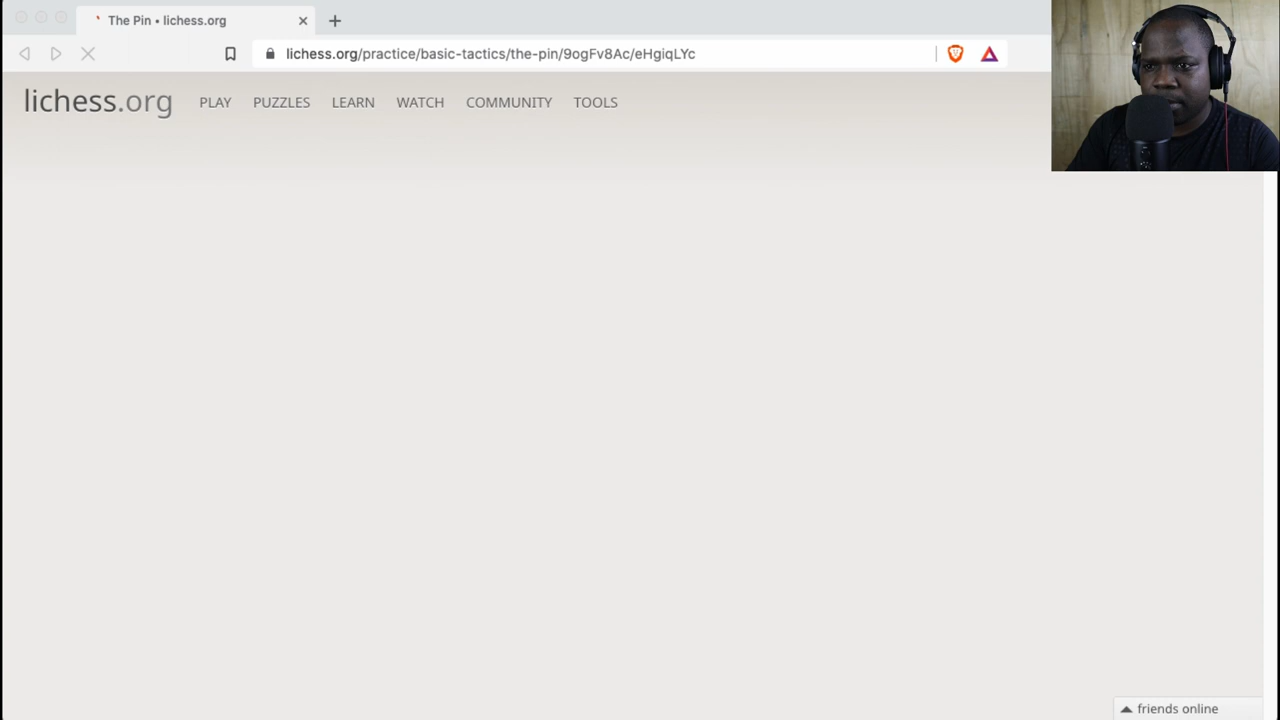 The Pin • lichess.org
lichess.org/practice/basic-tactics/the-pin/9ogFv8Ac/eHgiqLYc
lichess.org PLAY PUZZLES LEARN WATCH COMMUNITY TOOLS
friends online